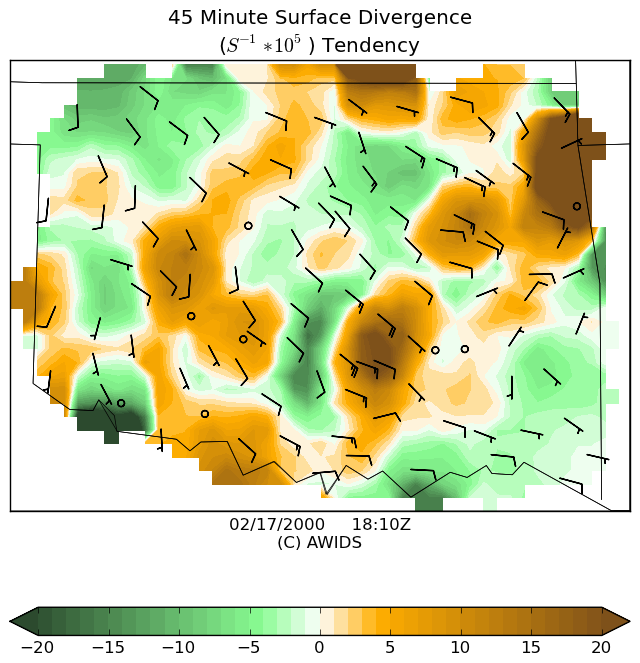 45 Minute Surface Divergence
(S⁻¹ *10⁵ ) Tendency
02/17/2000 18:10Z
(C) AWIDS
−20 −15 −10 −5 0 5 10 15 20